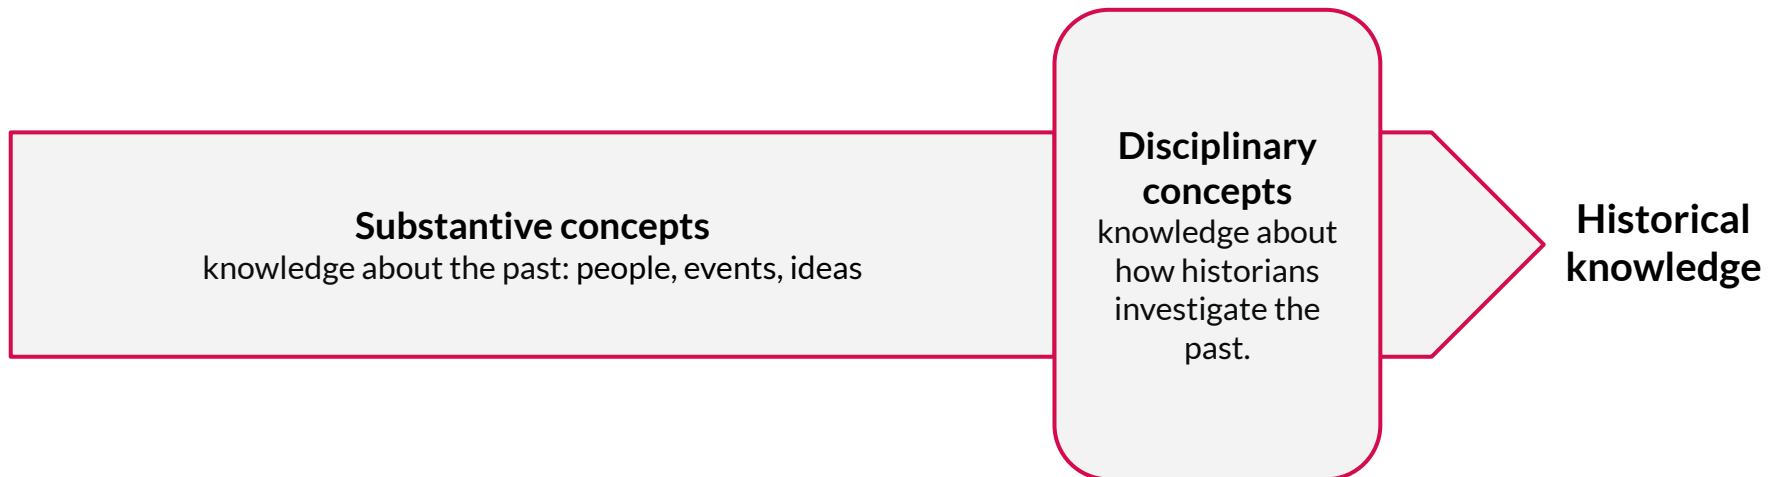 Substantive concepts
knowledge about the past: people, events, ideas
Disciplinary
concepts
knowledge about
how historians
investigate the
past.
Historical
knowledge